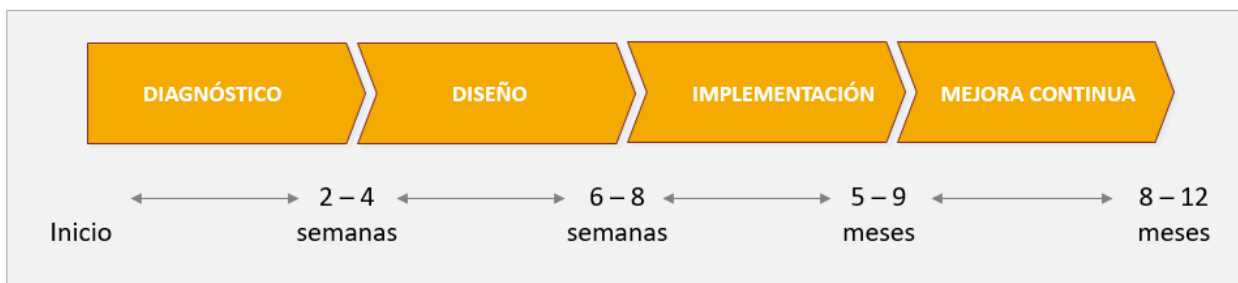 DIAGNÓSTICO
DISEÑO
IMPLEMENTACIÓN
MEJORA CONTINUA
Inicio
2 – 4
semanas
6 – 8
semanas
5 – 9
meses
8 – 12
meses